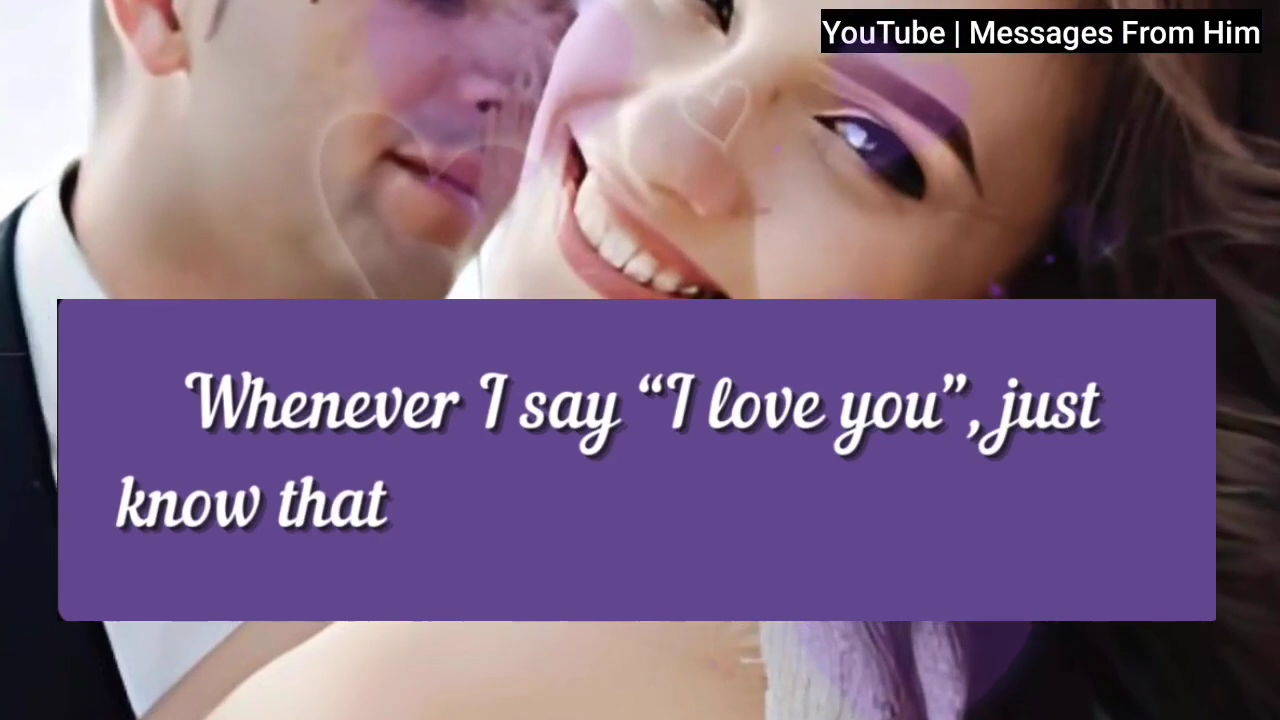 YouTube | Messages From Him
Whenever I say “I love you”, just
know that